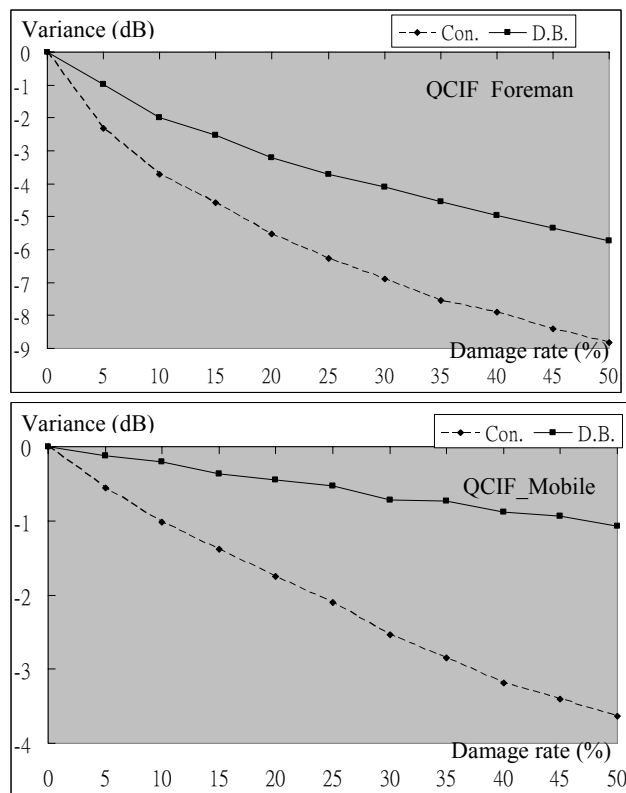 Variance (dB)
Con. D.B.
QCIF Foreman
0
-1
-2
-3
-4
-5
-6
-7
-8
-9
Damage rate (%)
0 5 10 15 20 25 30 35 40 45 50
Variance (dB)
Con. D.B.
QCIF_Mobile
0
-1
-2
-3
-4
Damage rate (%)
0 5 10 15 20 25 30 35 40 45 50